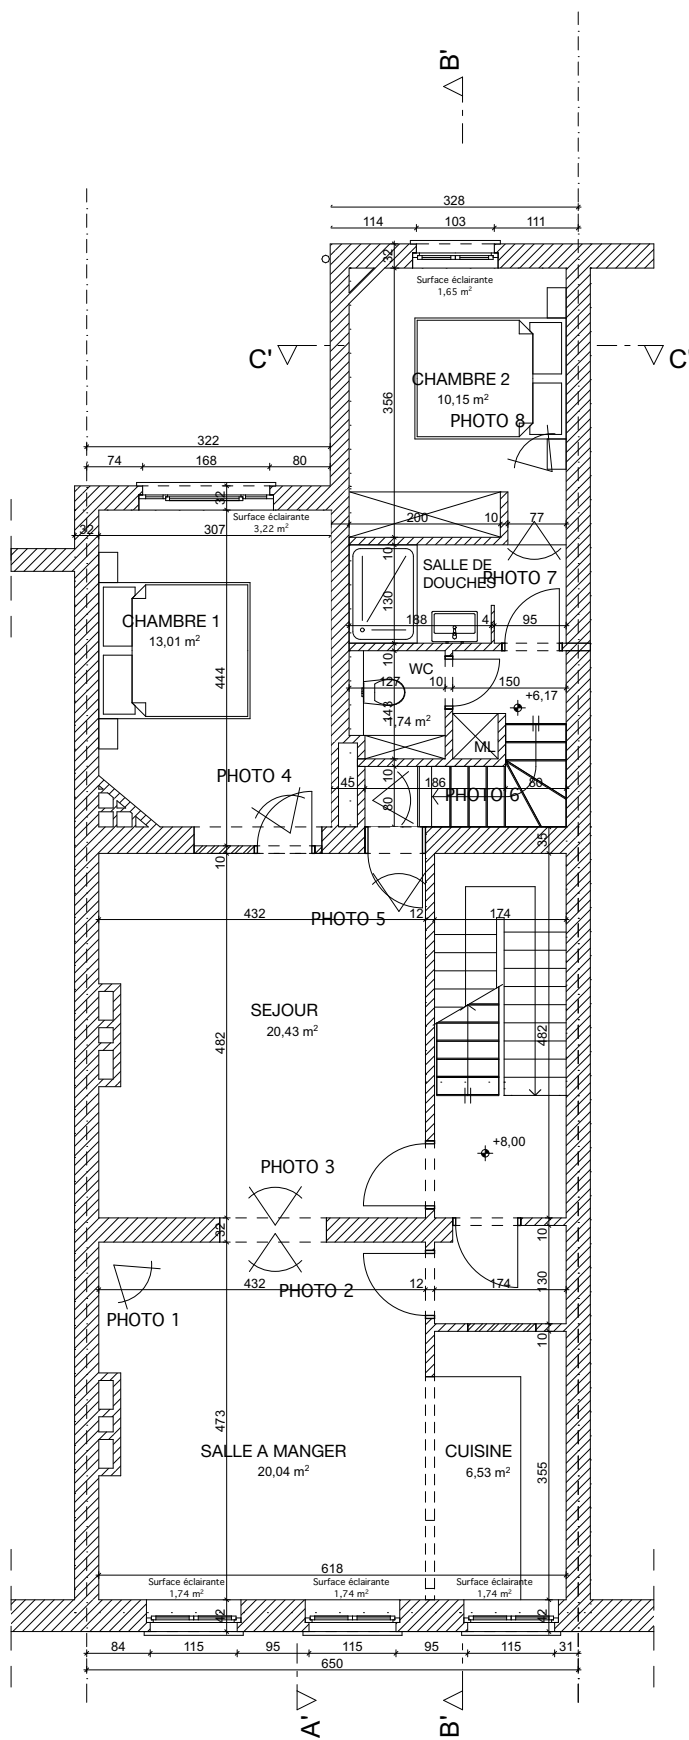 B'
328
114
103
111
32
Surface éclairante
1,65 m²
C'
C'
CHAMBRE 2
10,15 m²
356
PHOTO 8
322
74
168
80
32
Surface éclairante
3,22 m²
32
307
200
10
77
10
SALLE DE
DOUCHES
PHOTO 7
130
188
4
95
CHAMBRE 1
13,01 m²
10
WC
444
127
10
150
+6,17
143
1,74 m²
ML
PHOTO 4
10
45
186
80
PHOTO 6
80
35
10
432
12
174
PHOTO 5
SEJOUR
20,43 m²
482
482
+8,00
PHOTO 3
32
10
432
PHOTO 2
12
174
130
PHOTO 1
10
473
SALLE A MANGER
20,04 m²
CUISINE
6,53 m²
355
618
Surface éclairante
1,74 m²
Surface éclairante
1,74 m²
Surface éclairante
1,74 m²
42
42
84
115
95
115
95
115
31
650
A'
B'